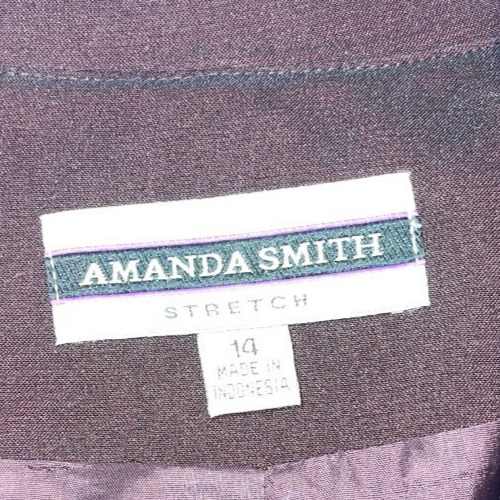 AMANDA SMITH
STRETCH
14
MADE IN
INDONESIA